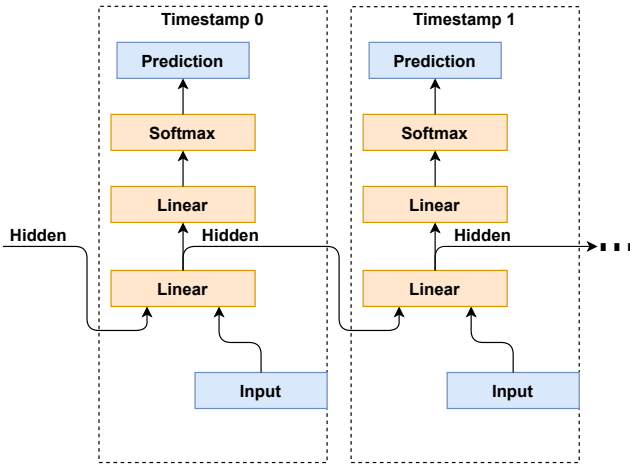 Timestamp 0
Timestamp 1
Prediction
Prediction
Softmax
Softmax
Linear
Linear
Hidden
Hidden
Hidden
Linear
Linear
Input
Input